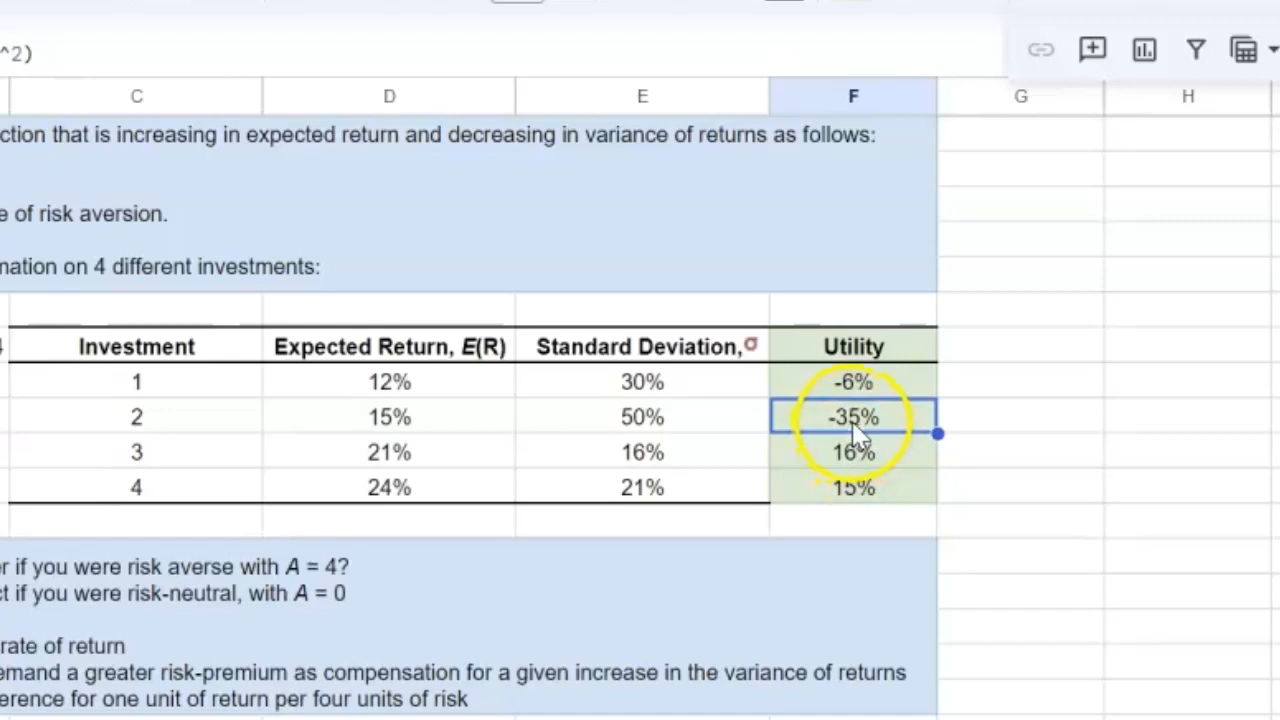 ^2)
C D E F G H
ction that is increasing in expected return and decreasing in variance of returns as follows:
e of risk aversion.
mation on 4 different investments:
4 Investment Expected Return, E(R) Standard Deviation, σ Utility
1 12% 30% -6%
2 15% 50% -35%
3 21% 16% 16%
4 24% 21% 15%
r if you were risk averse with A = 4?
ct if you were risk-neutral, with A = 0
rate of return
emand a greater risk-premium as compensation for a given increase in the variance of returns
erence for one unit of return per four units of risk